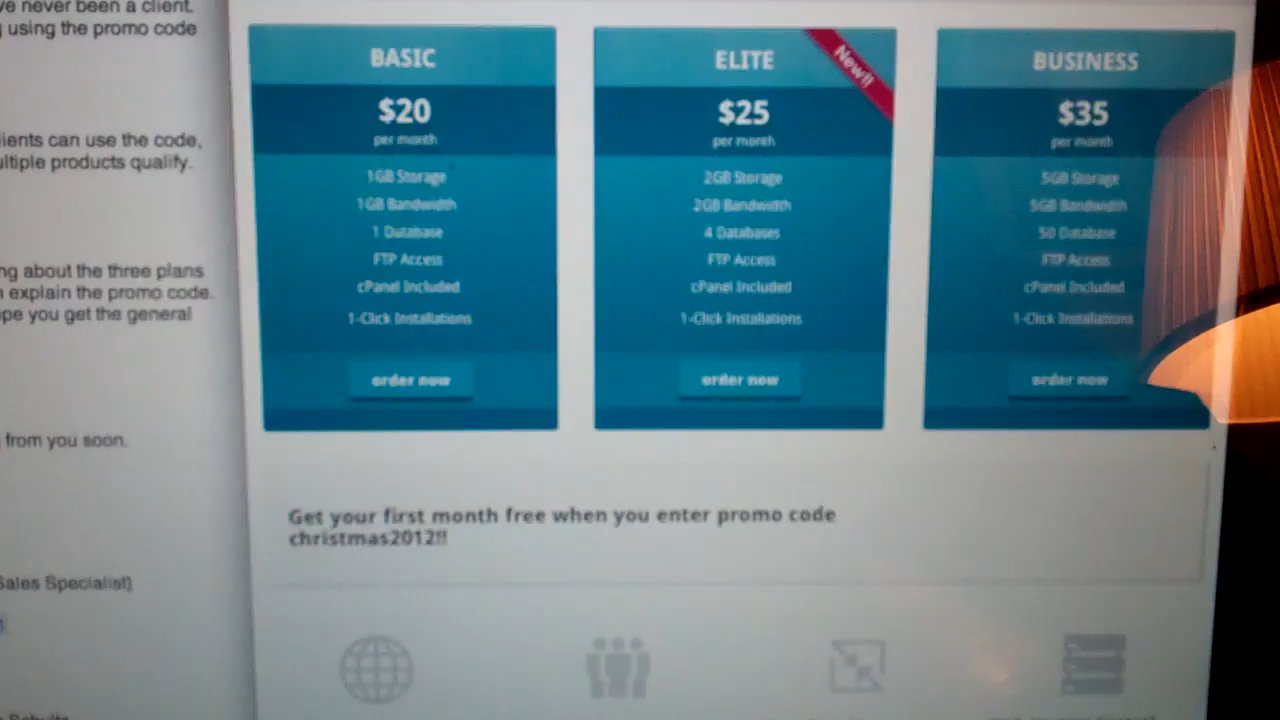 ve never been a client.
using the promo code
ients can use the code,
ultiple products qualify.
ng about the three plans
explain the promo code.
ope you get the general
from you soon.
Sales Specialist)
BASIC
$20
per month
1GB Storage
1GB Bandwidth
1 Database
FTP Access
cPanel Included
1-Click Installations
order now
ELITE
New!!
$25
per month
2GB Storage
2GB Bandwidth
4 Databases
FTP Access
cPanel Included
1-Click Installations
order now
BUSINESS
$35
per month
5GB Storage
5GB Bandwidth
50 Database
FTP Access
cPanel Included
1-Click Installations
order now
Get your first month free when you enter promo code
christmas2012!!